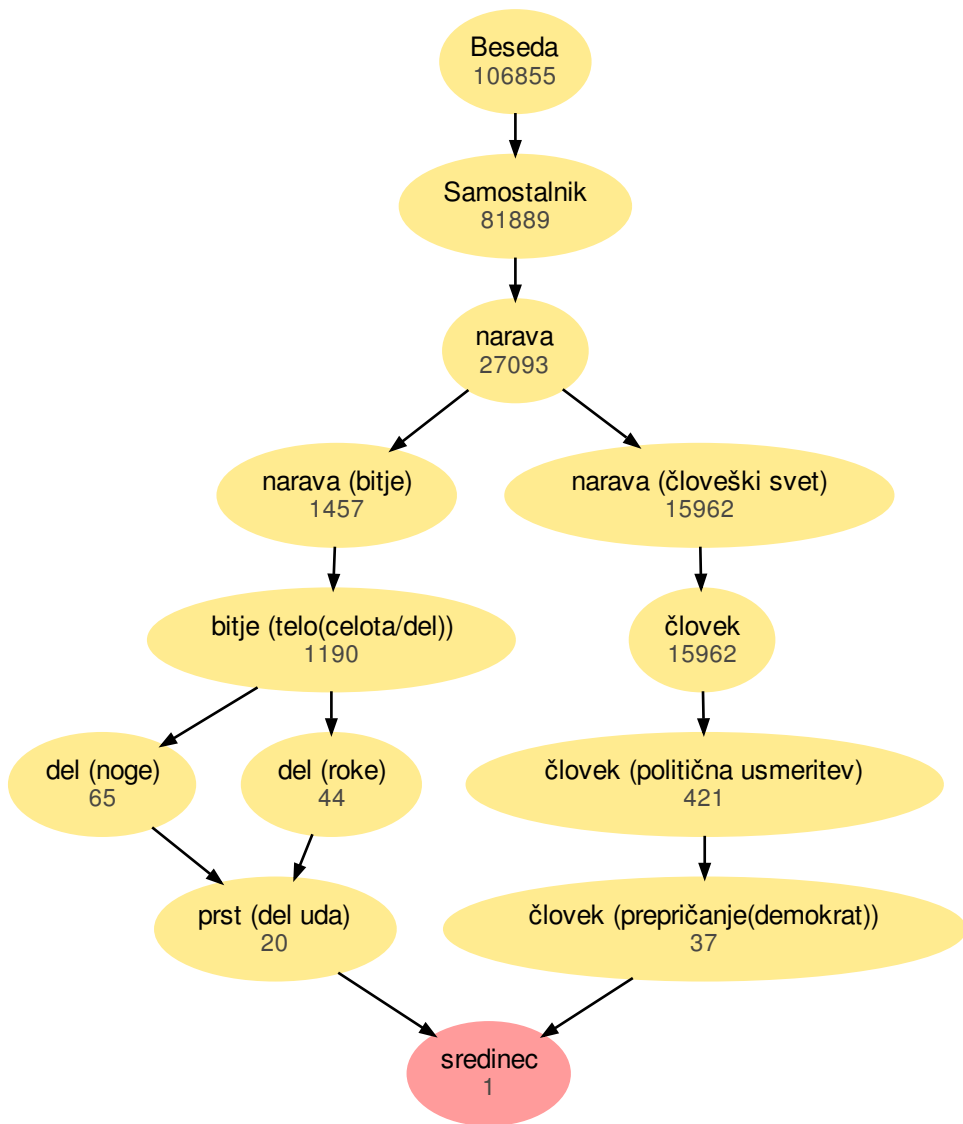 Beseda
106855
Samostalnik
81889
narava
27093
narava (bitje)
1457
narava (človeški svet)
15962
bitje (telo(celota/del))
1190
človek
15962
del (noge)
65
del (roke)
44
človek (politična usmeritev)
421
prst (del uda)
20
človek (prepričanje(demokrat))
37
sredinec
1